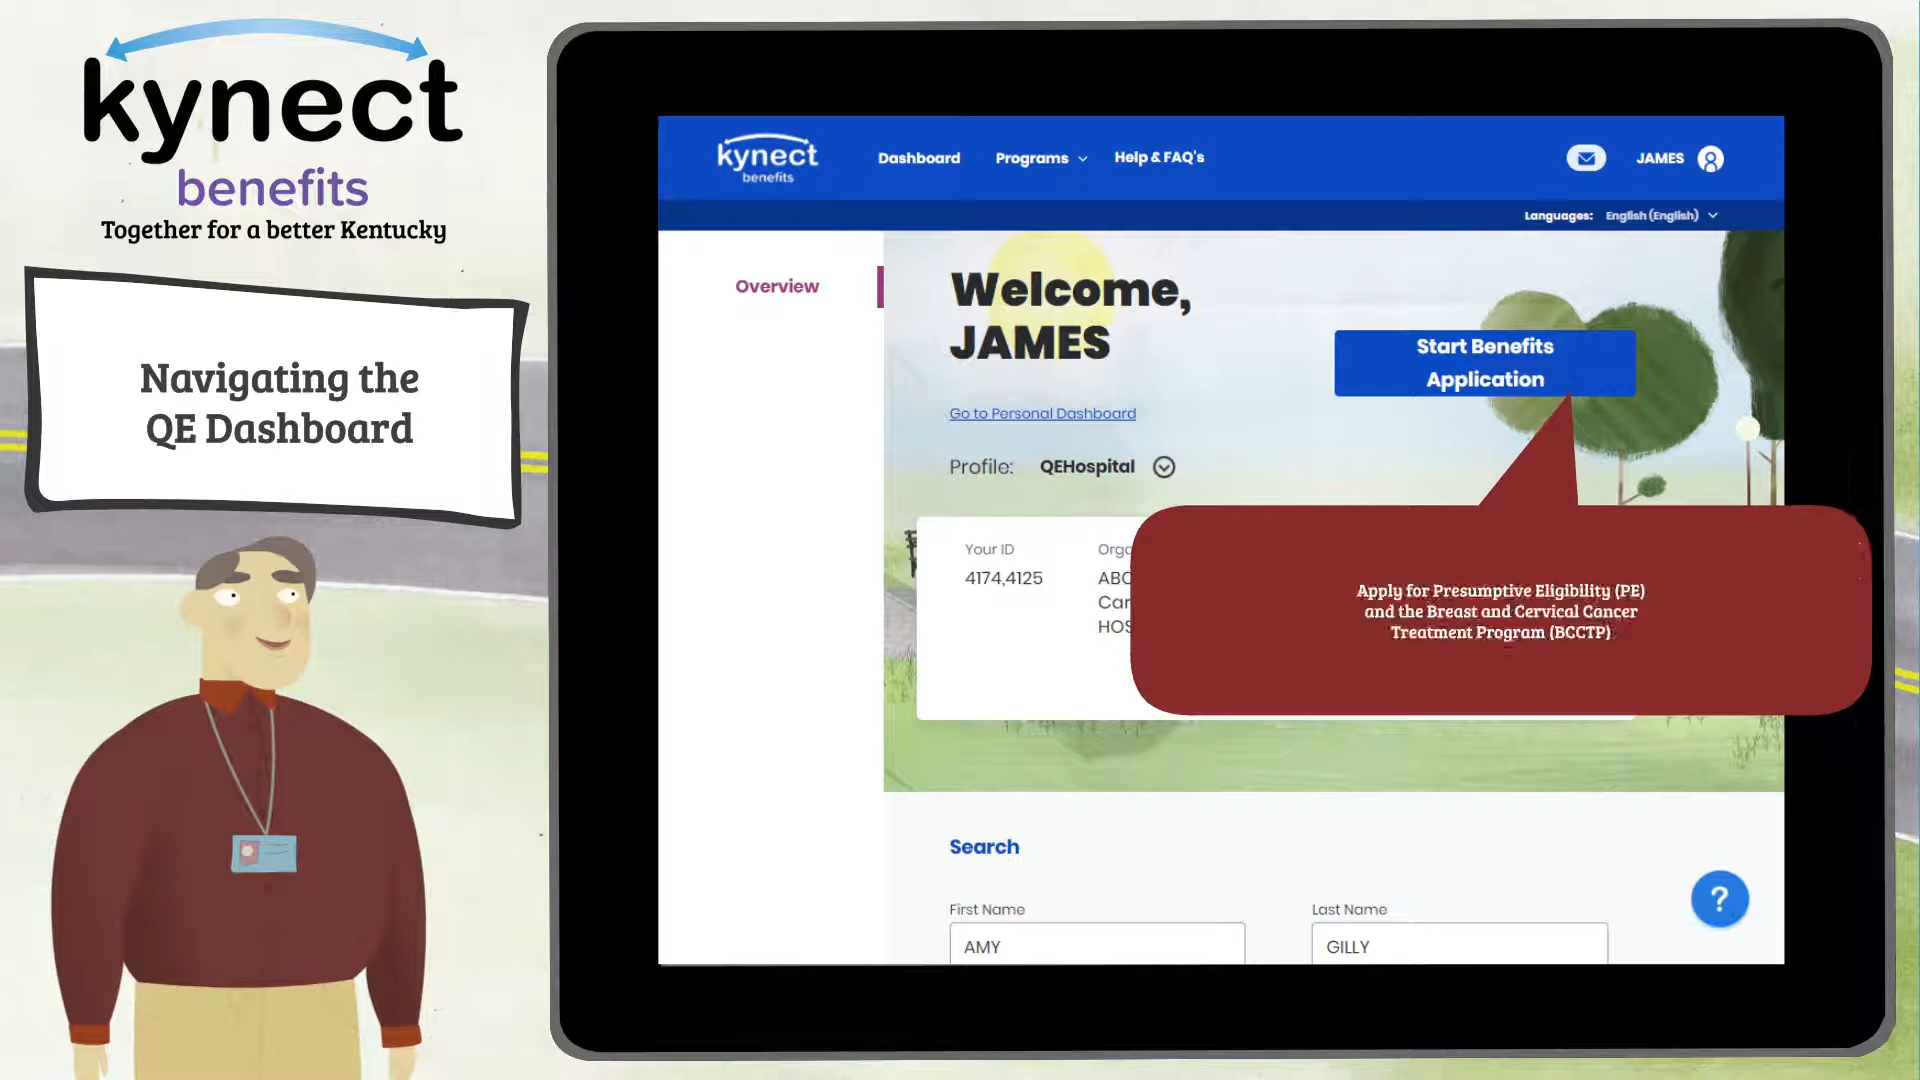 kynect
benefits
Together for a better Kentucky
Navigating the
QE Dashboard
kynect
benefits
Dashboard
Programs
Help & FAQ's
JAMES
Languages: English (English)
Overview
Welcome,
JAMES
Start Benefits
Application
Go to Personal Dashboard
Profile: QEHospital
Your ID
4174,4125
Apply for Presumptive Eligibility (PE)
and the Breast and Cervical Cancer
Treatment Program (BCCTP)
Search
First Name
AMY
Last Name
GILLY
?